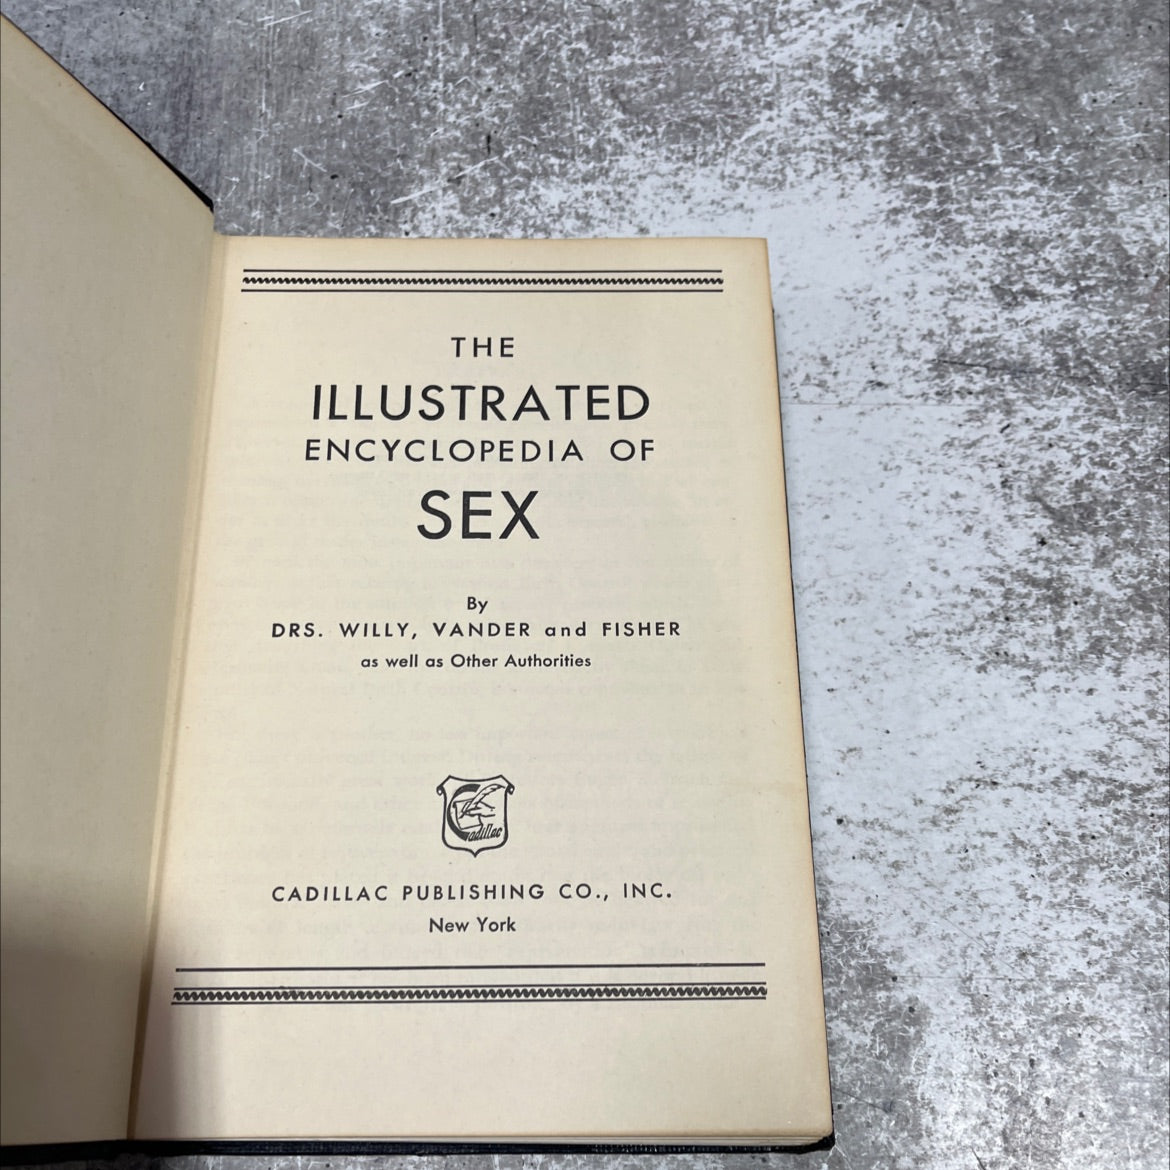 THE
ILLUSTRATED
ENCYCLOPEDIA OF
SEX
By
DRS. WILLY, VANDER and FISHER
as well as Other Authorities
Cadillac
CADILLAC PUBLISHING CO., INC.
New York